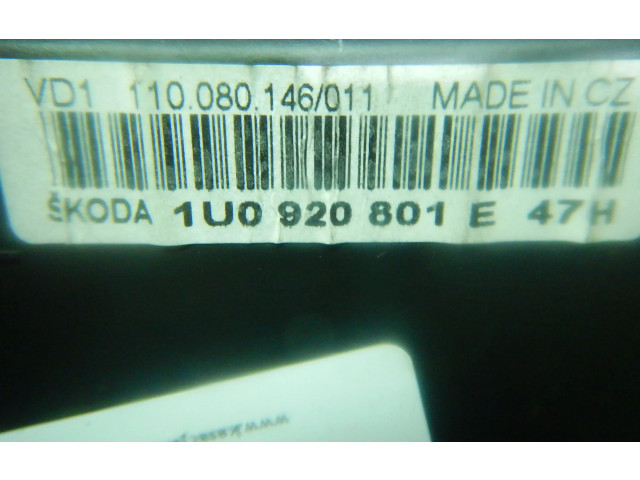 VD1 110.080.146/011 MADE IN CZ
ŠKODA 1U0 920 801 E 47H